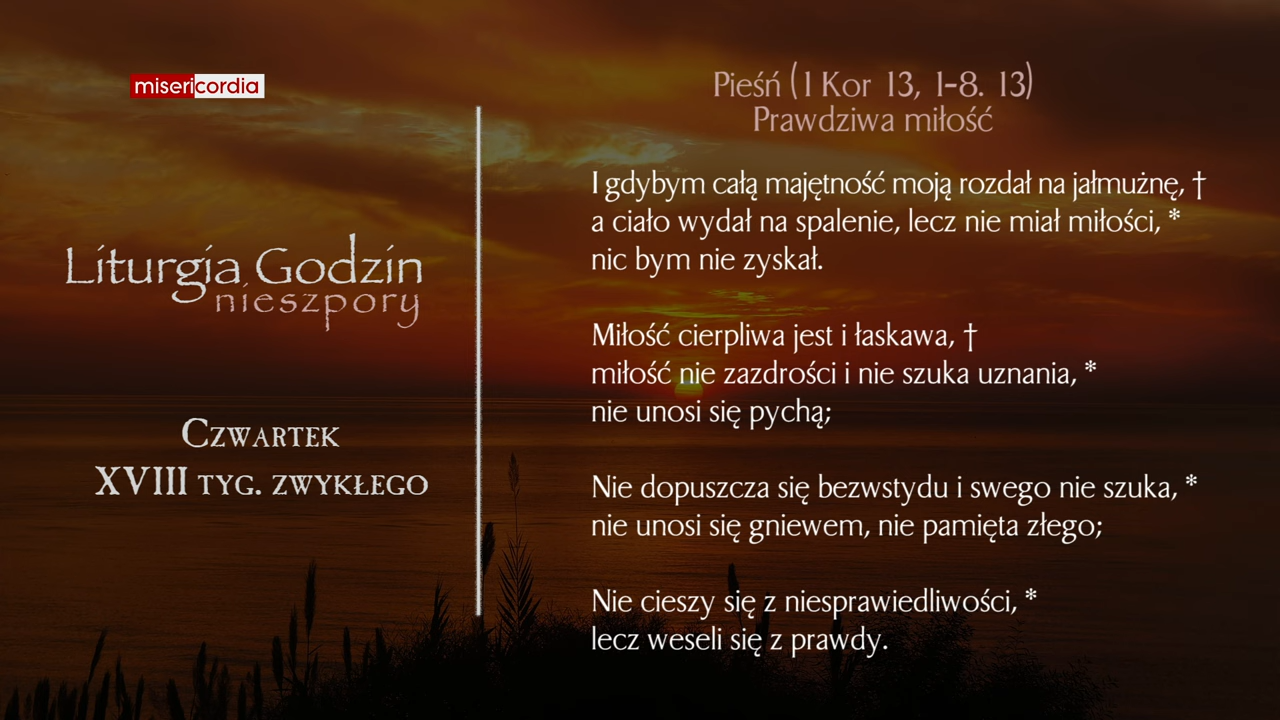 misericordia
Liturgia Godzin
nieszpory
Czwartek
XVIII tyg. zwykłego
Pieśń (1 Kor 13, 1-8. 13)
Prawdziwa miłość
I gdybym całą majętność moją rozdał na jałmużnę, †
a ciało wydał na spalenie, lecz nie miał miłości, *
nic bym nie zyskał.
Miłość cierpliwa jest i łaskawa, †
miłość nie zazdrości i nie szuka uznania, *
nie unosi się pychą;
Nie dopuszcza się bezwstydu i swego nie szuka, *
nie unosi się gniewem, nie pamięta złego;
Nie cieszy się z niesprawiedliwości, *
lecz weseli się z prawdy.